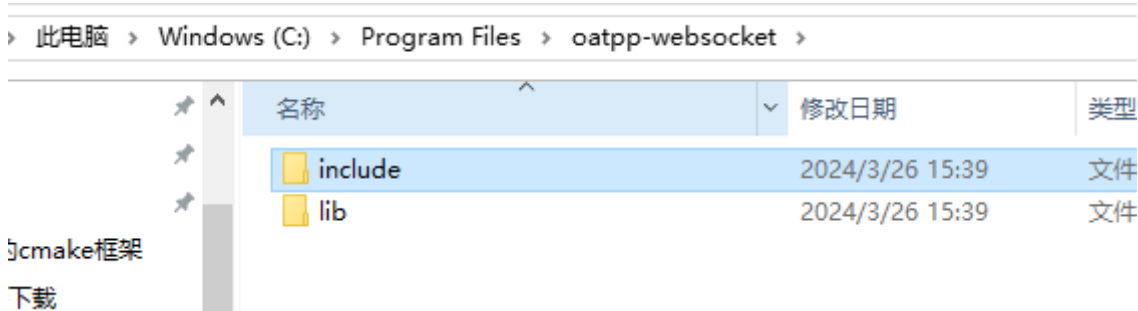 此电脑 > Windows (C:) > Program Files > oatpp-websocket >
名称 修改日期 类型
include 2024/3/26 15:39 文件
lib 2024/3/26 15:39 文件
cmake框架
下载